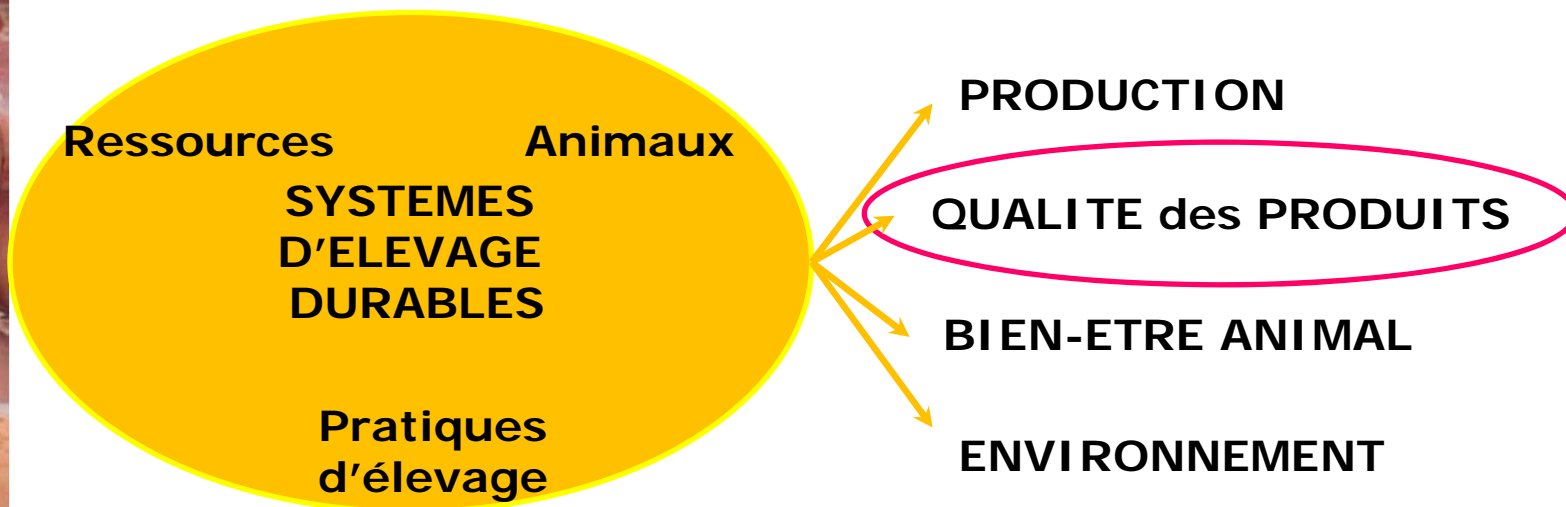 Ressources Animaux
SYSTEMES
D'ELEVAGE
DURABLES
Pratiques
d'élevage
PRODUCTION
QUALITE des PRODUITS
BIEN-ETRE ANIMAL
ENVIRONNEMENT